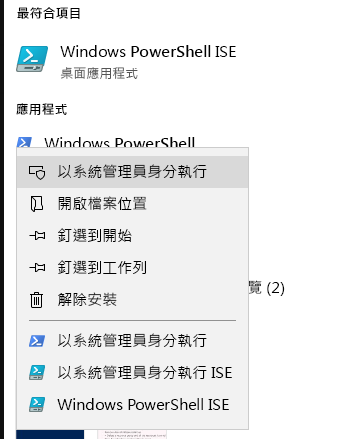 最符合項目
Windows PowerShell ISE
桌面應用程式
應用程式
Windows PowerShell
以系統管理員身分執行
開啟檔案位置
釘選到開始
釘選到工作列
覽 (2)
解除安裝
以系統管理員身分執行
以系統管理員身分執行 ISE
Windows PowerShell ISE